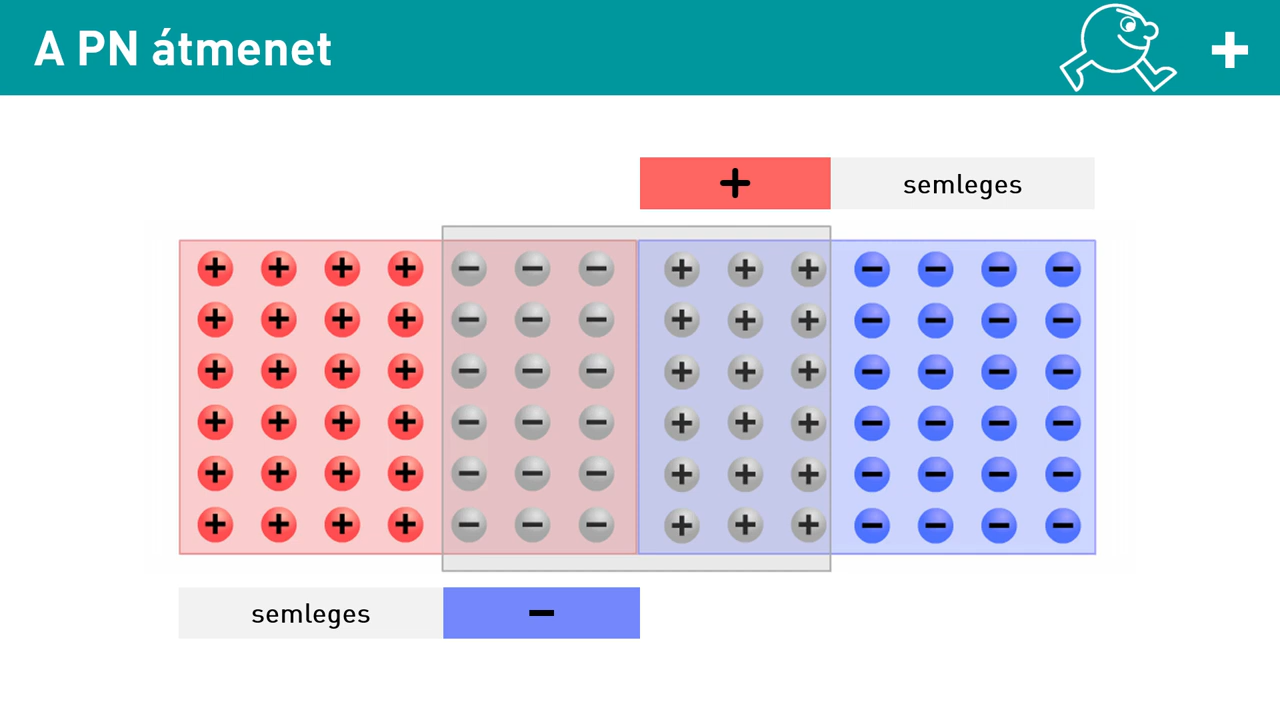 A PN átmenet
+
+ semleges
+ + + + − − − + + + − − − −
+ + + + − − − + + + − − − −
+ + + + − − − + + + − − − −
+ + + + − − − + + + − − − −
+ + + + − − − + + + − − − −
+ + + + − − − + + + − − − −
semleges −